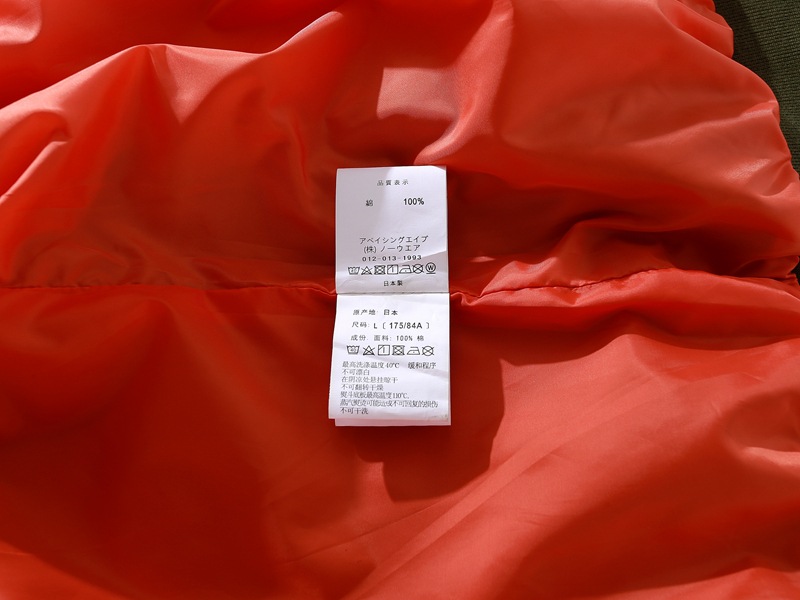 品質表示
綿 100%
アベイシングエイプ
(株) ノーウエア
012-013-1993
日本製
原产地: 日本
尺码: L〔175/84A〕
成份: 面料: 100% 棉
最高洗涤温度40℃ 缓和程序
不可漂白
在阴凉处悬挂晾干
不可翻转干燥
熨斗底板最高温度110℃,
蒸汽熨烫可能造成不可回复的损伤
不可干洗